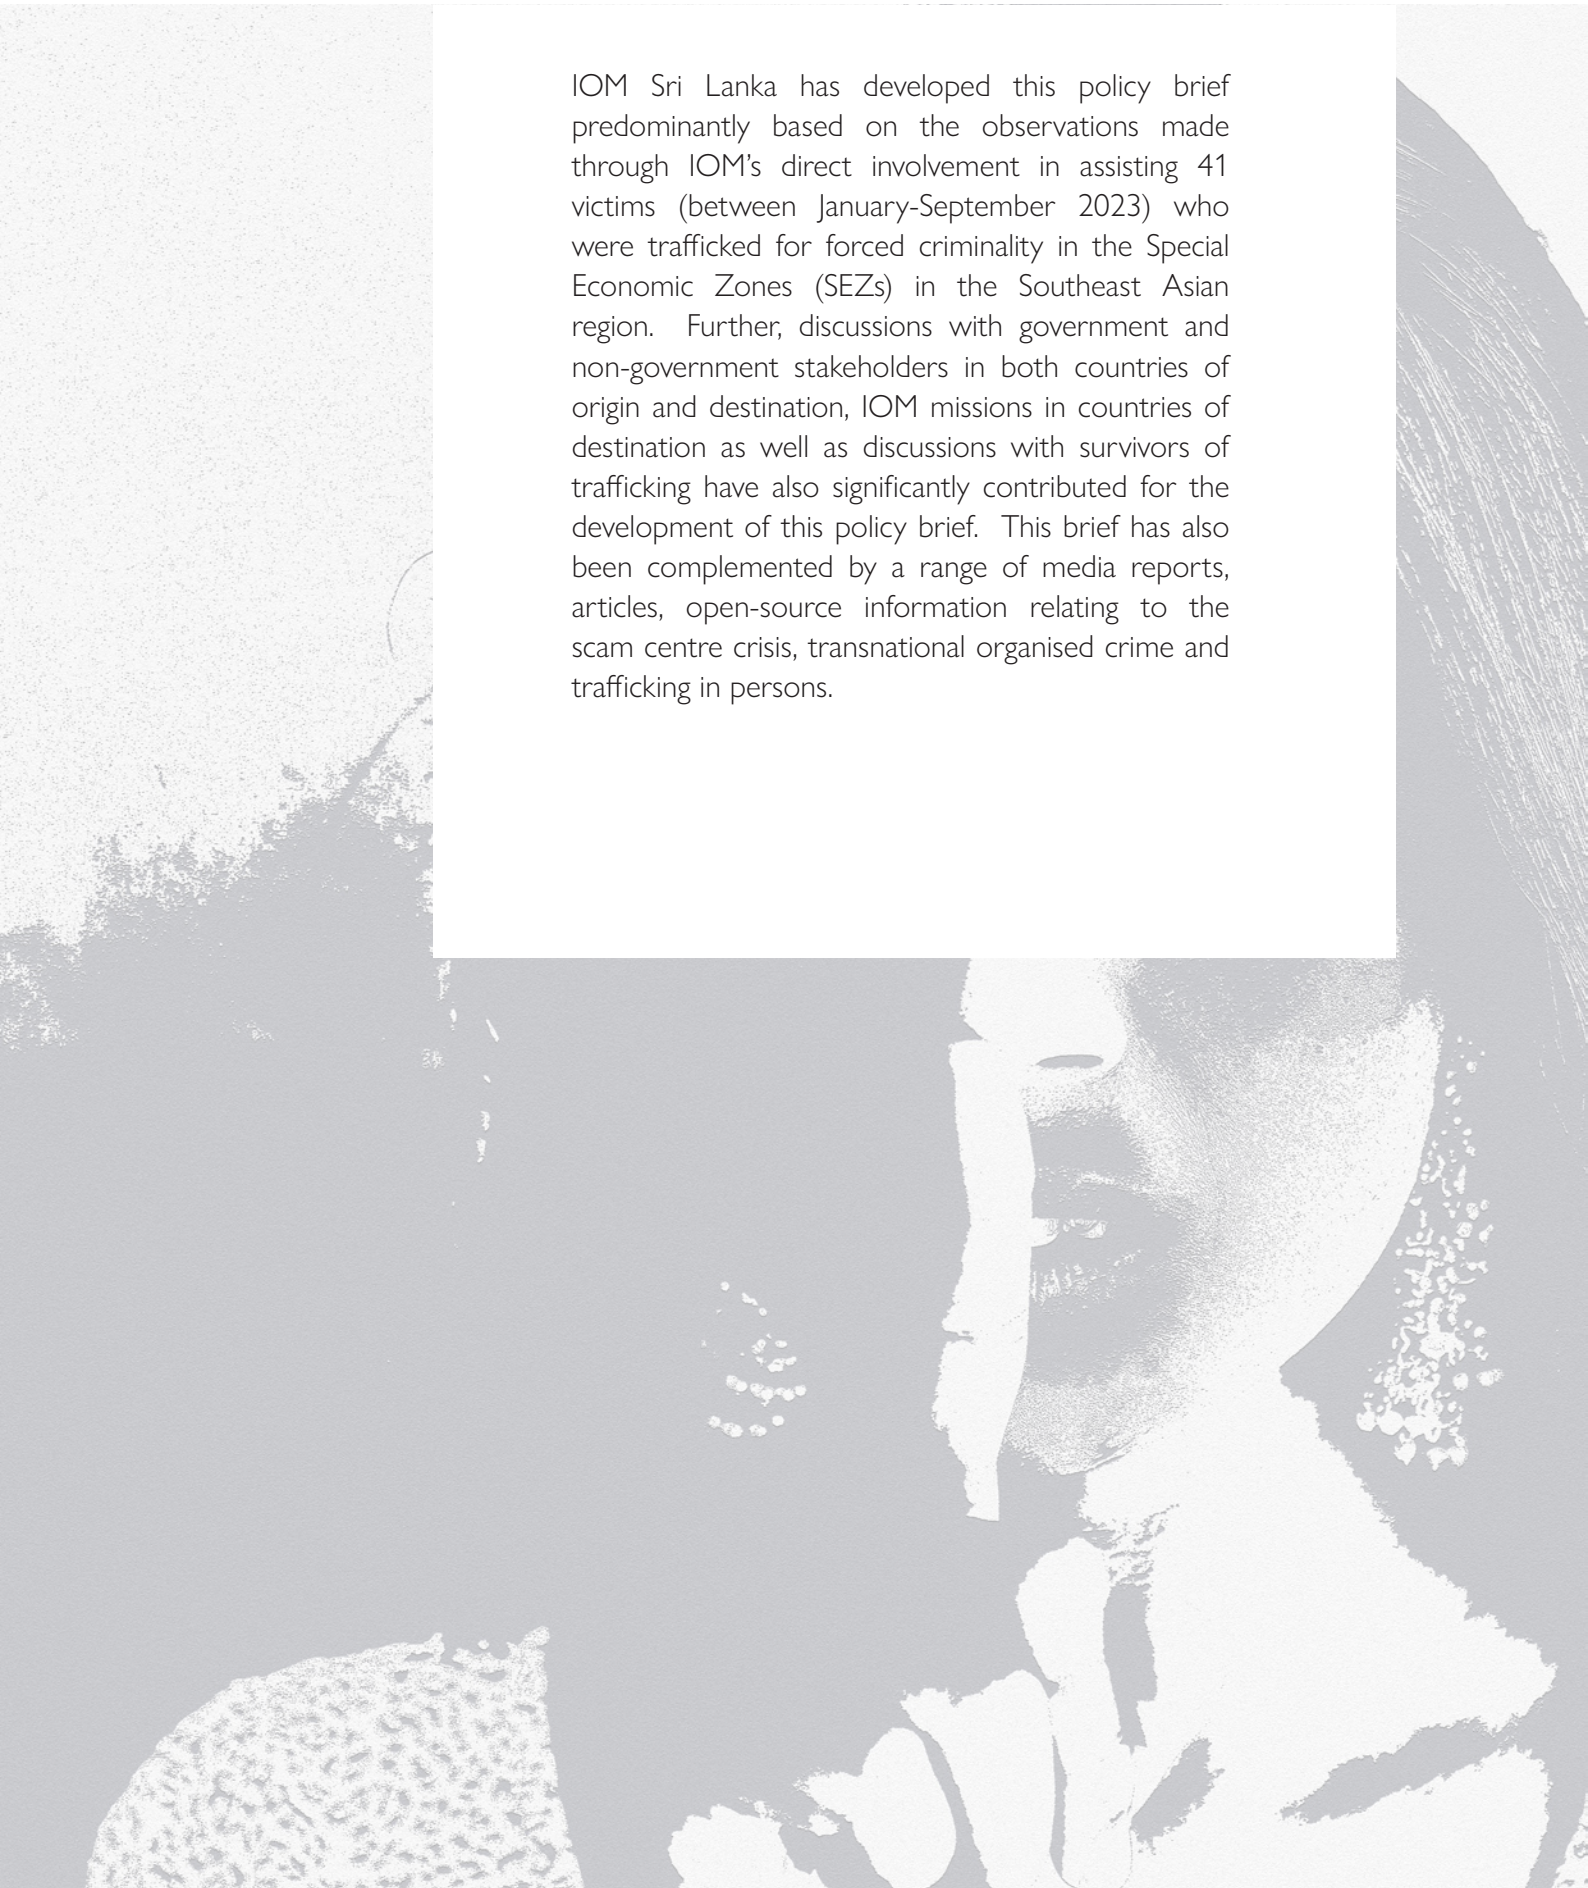 IOM Sri Lanka has developed this policy brief
predominantly based on the observations made
through IOM’s direct involvement in assisting 41
victims (between January-September 2023) who
were trafficked for forced criminality in the Special
Economic Zones (SEZs) in the Southeast Asian
region.  Further, discussions with government and
non-government stakeholders in both countries of
origin and destination, IOM missions in countries of
destination as well as discussions with survivors of
trafficking have also significantly contributed for the
development of this policy brief.  This brief has also
been complemented by a range of media reports,
articles, open-source information relating to the
scam centre crisis, transnational organised crime and
trafficking in persons.